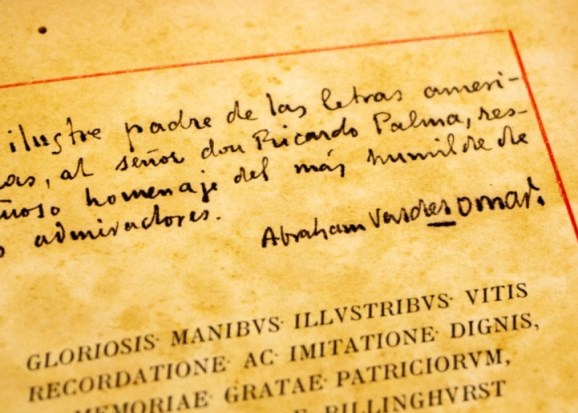 ilustre padre de las letras ameri-
as, al señor don Ricardo Palma, res-
uoso homenaje del más humilde de
s admiradores.
Abraham Valdelomar.
GLORIOSIS· MANIBVS· ILLVSTRIBVS· VITIS
RECORDATIONE· AC· IMITATIONE· DIGNIS,
MEMORIAE· GRATAE· PATRICIORVM,
BILLINGHVRST